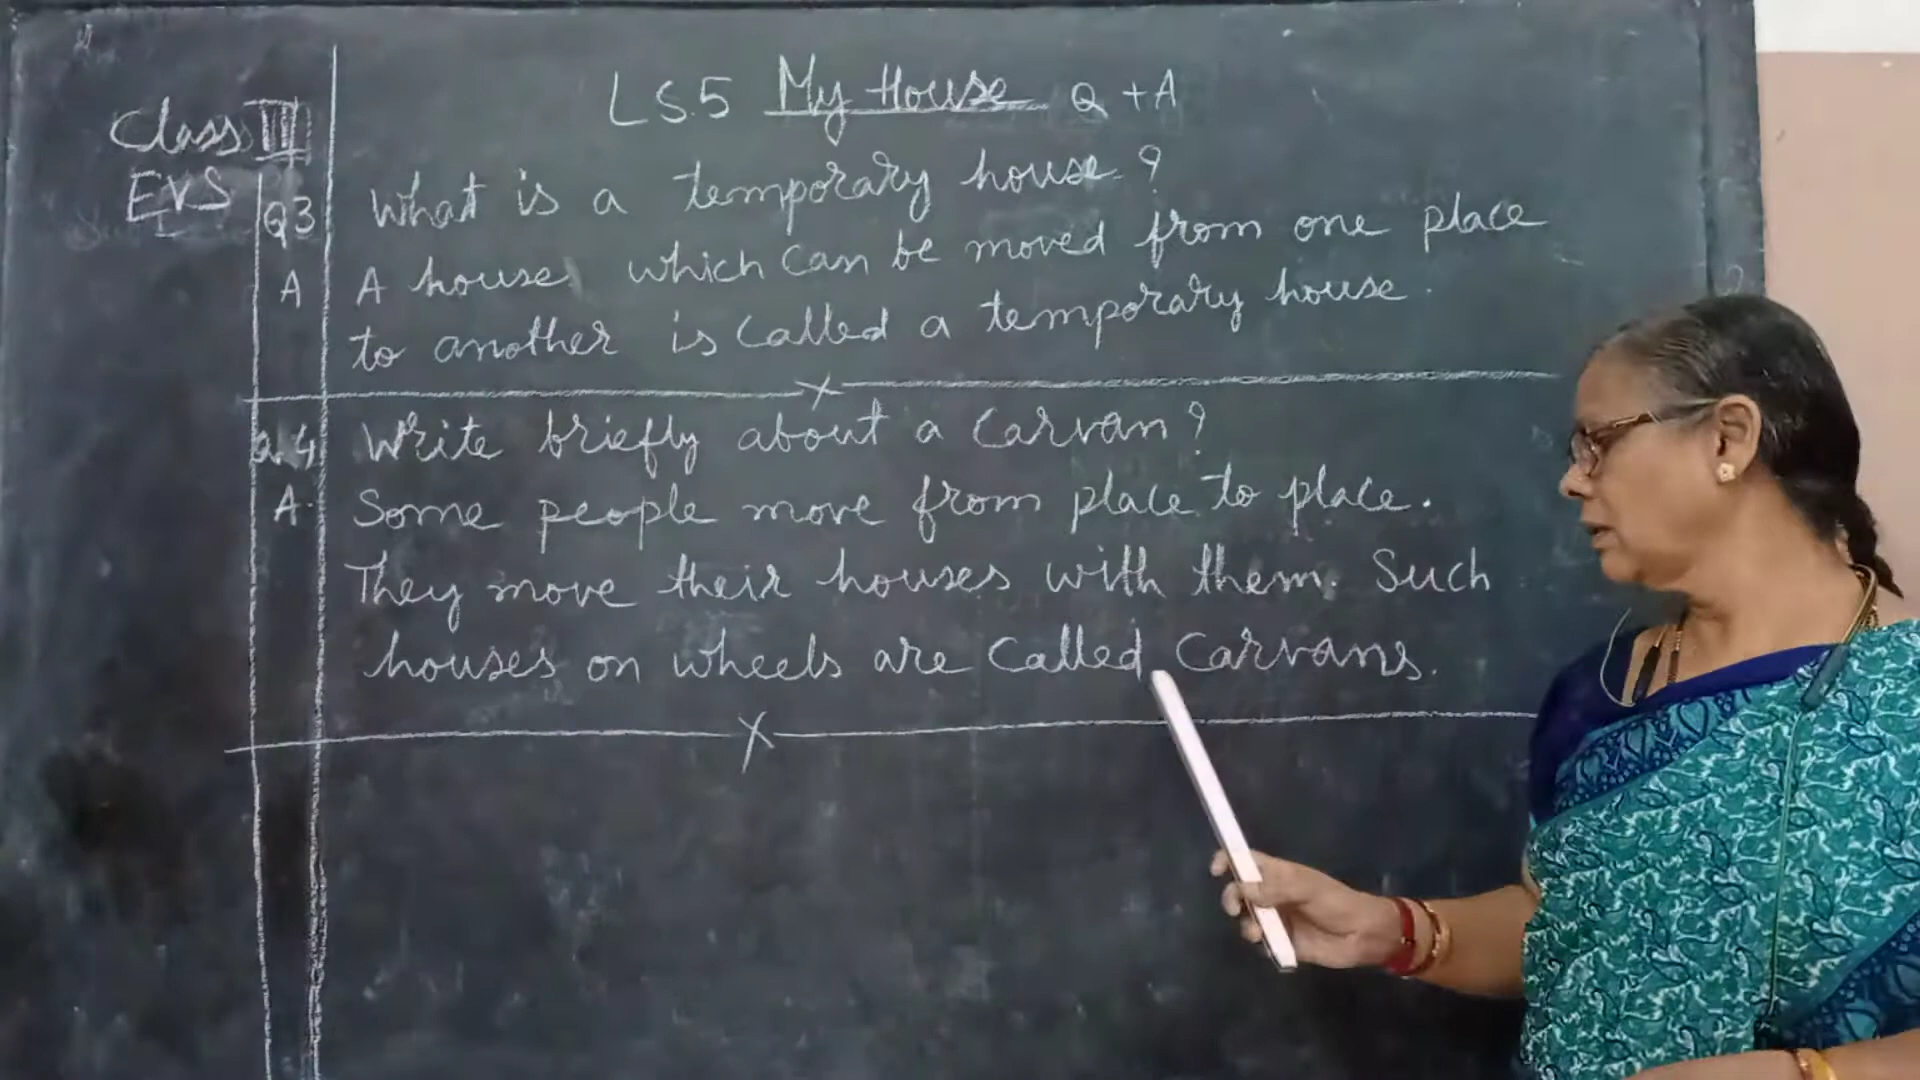 LS.5 My House Q + A
Class III
EVS
Q3 What is a temporary house?
A A house which can be moved from one place
to another is called a temporary house.
Q.4 Write briefly about a Carvan?
A. Some people move from place to place.
They move their houses with them. Such
houses on wheels are called Carvans.